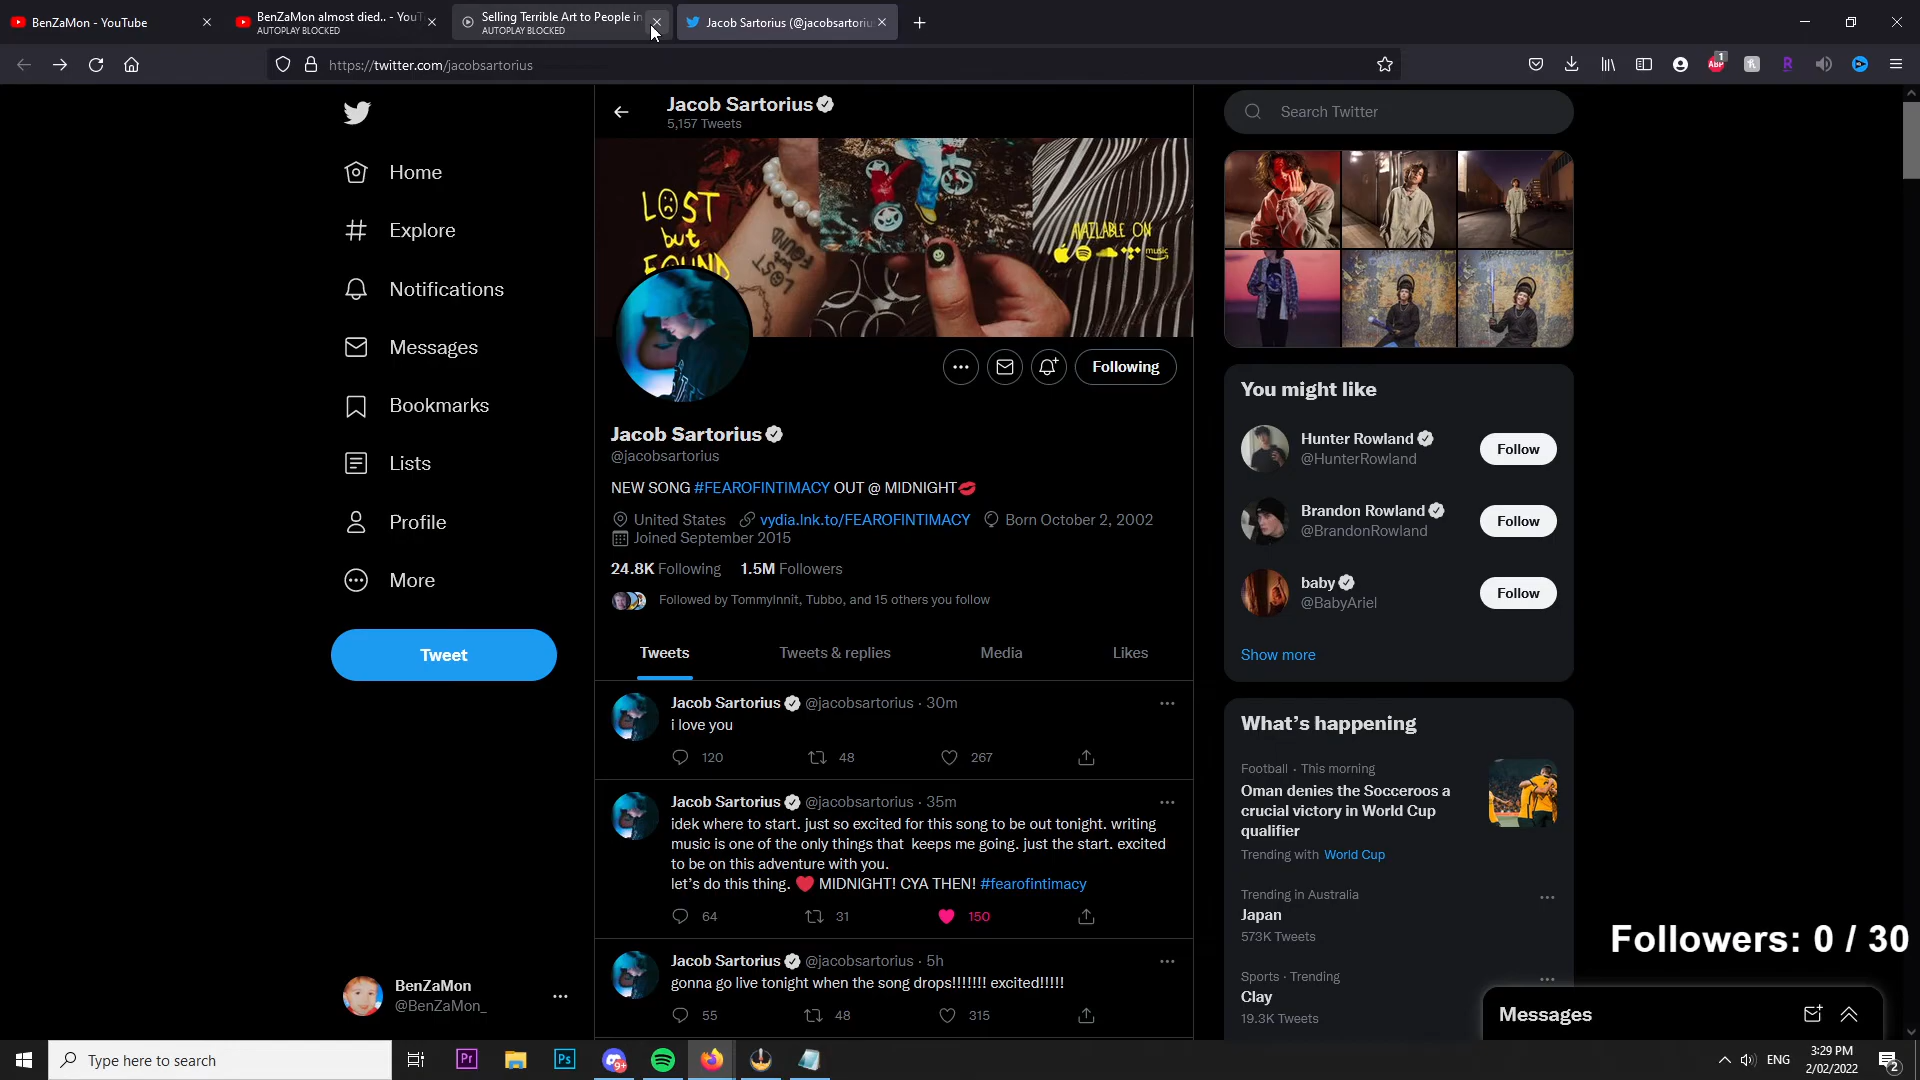 BenZaMon - YouTube
BenZaMon almost died.. - YouT
AUTOPLAY BLOCKED
Selling Terrible Art to People in
AUTOPLAY BLOCKED
Jacob Sartorius (@jacobsartoriu
https://twitter.com/jacobsartorius
Jacob Sartorius
5,157 Tweets
Search Twitter
Home
Explore
Notifications
Messages
Bookmarks
Lists
Profile
More
Tweet
BenZaMon
@BenZaMon_
LOST
but
FOUND
AVAILABLE ON
music
Following
Jacob Sartorius
@jacobsartorius
NEW SONG #FEAROFINTIMACY OUT @ MIDNIGHT💋
United States vydia.lnk.to/FEAROFINTIMACY Born October 2, 2002
Joined September 2015
24.8K Following 1.5M Followers
Followed by TommyInnit, Tubbo, and 15 others you follow
Tweets Tweets & replies Media Likes
Jacob Sartorius @jacobsartorius · 30m
i love you
120 48 267
Jacob Sartorius @jacobsartorius · 35m
idek where to start. just so excited for this song to be out tonight. writing
music is one of the only things that keeps me going. just the start. excited
to be on this adventure with you.
let's do this thing. ❤️ MIDNIGHT! CYA THEN! #fearofintimacy
64 31 150
Jacob Sartorius @jacobsartorius · 5h
gonna go live tonight when the song drops!!!!!!! excited!!!!!
55 48 315
You might like
Hunter Rowland
@HunterRowland
Follow
Brandon Rowland
@BrandonRowland
Follow
baby
@BabyAriel
Follow
Show more
What's happening
Football · This morning
Oman denies the Socceroos a
crucial victory in World Cup
qualifier
Trending with World Cup
Trending in Australia
Japan
573K Tweets
Sports · Trending
Clay
19.3K Tweets
Followers: 0 / 30
Messages
Type here to search
Pr
Ps
9+
ENG
3:29 PM
2/02/2022
2
ABP
1